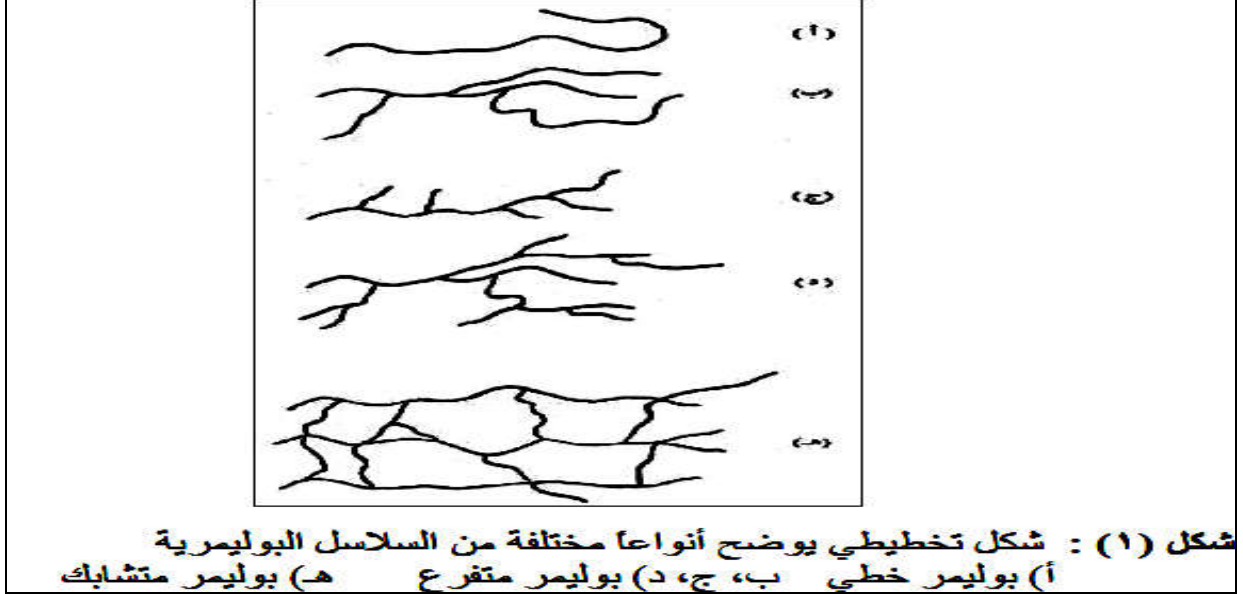 (أ)
(ب)
(ج)
(د)
(هـ)
شكل (١) : شكل تخطيطي يوضح أنواعاً مختلفة من السلاسل البوليمرية
أ) بوليمر خطي ب، ج، د) بوليمر متفرع هـ) بوليمر متشابك